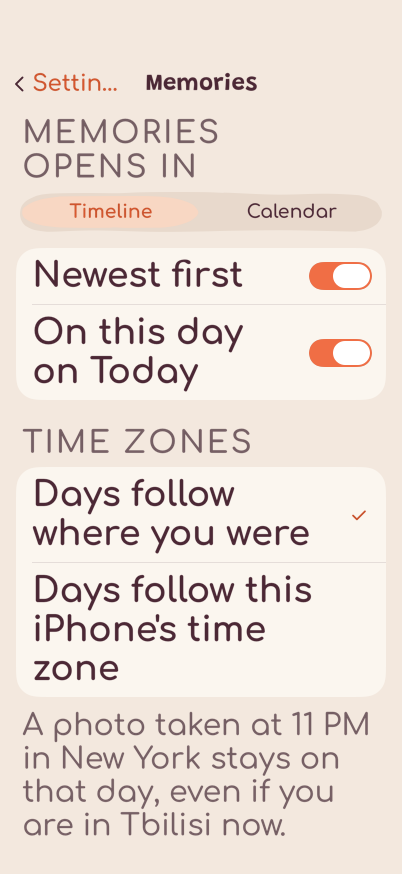 Settin...
Memories
MEMORIES
OPENS IN
Timeline
Calendar
Newest first
On this day
on Today
TIME ZONES
Days follow
where you were
Days follow this
iPhone's time
zone
A photo taken at 11 PM
in New York stays on
that day, even if you
are in Tbilisi now.